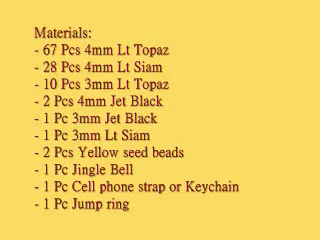 Materials:
- 67 Pcs 4mm Lt Topaz
- 28 Pcs 4mm Lt Siam
- 10 Pcs 3mm Lt Topaz
- 2 Pcs 4mm Jet Black
- 1 Pc 3mm Jet Black
- 1 Pc 3mm Lt Siam
- 2 Pcs Yellow seed beads
- 1 Pc Jingle Bell
- 1 Pc Cell phone strap or Keychain
- 1 Pc Jump ring